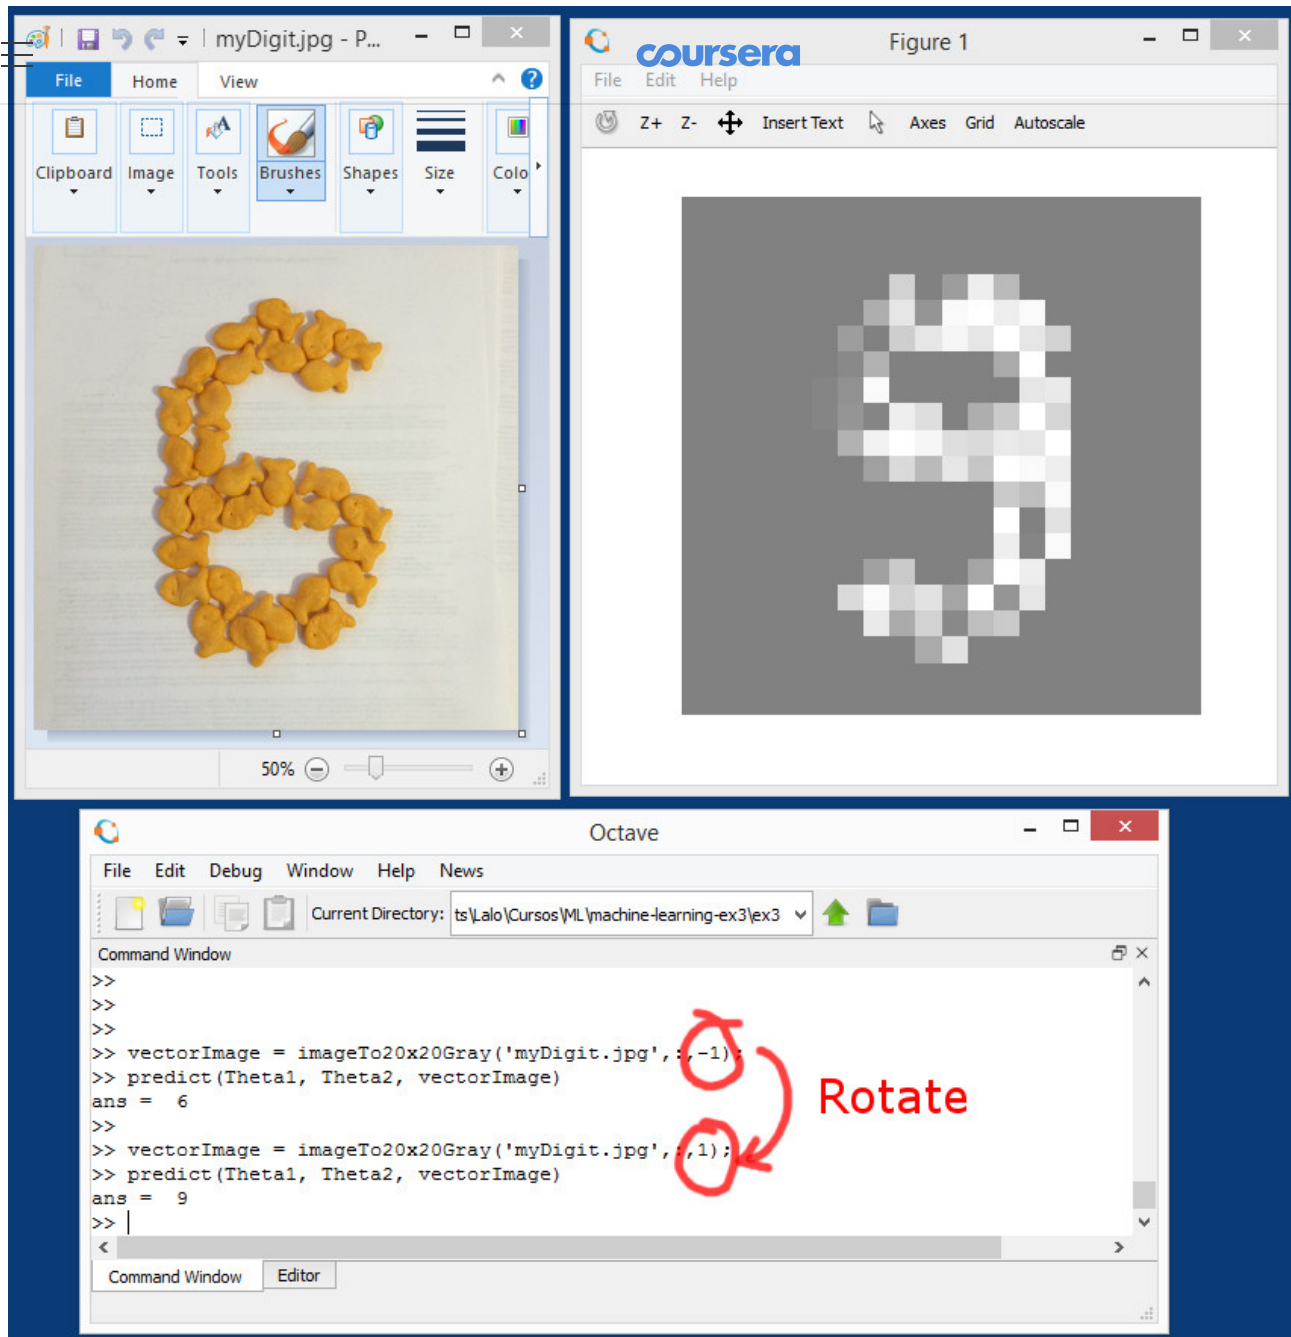 myDigit.jpg - P...
File Home View
Clipboard Image Tools Brushes Shapes Size Colo
50%
coursera
Figure 1
File Edit Help
Z+ Z- Insert Text Axes Grid Autoscale
Octave
File Edit Debug Window Help News
Current Directory: ts\Lalo\Cursos\ML\machine-learning-ex3\ex3
Command Window
>>
>>
>>
>> vectorImage = imageTo20x20Gray('myDigit.jpg',:,-1);
>> predict(Theta1, Theta2, vectorImage)
ans = 6
>>
>> vectorImage = imageTo20x20Gray('myDigit.jpg',:,1);
>> predict(Theta1, Theta2, vectorImage)
ans = 9
>>
Rotate
Command Window Editor